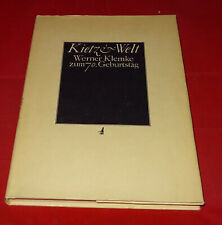 Kietz & Welt
Werner Klemke
zum 70. Geburtstag